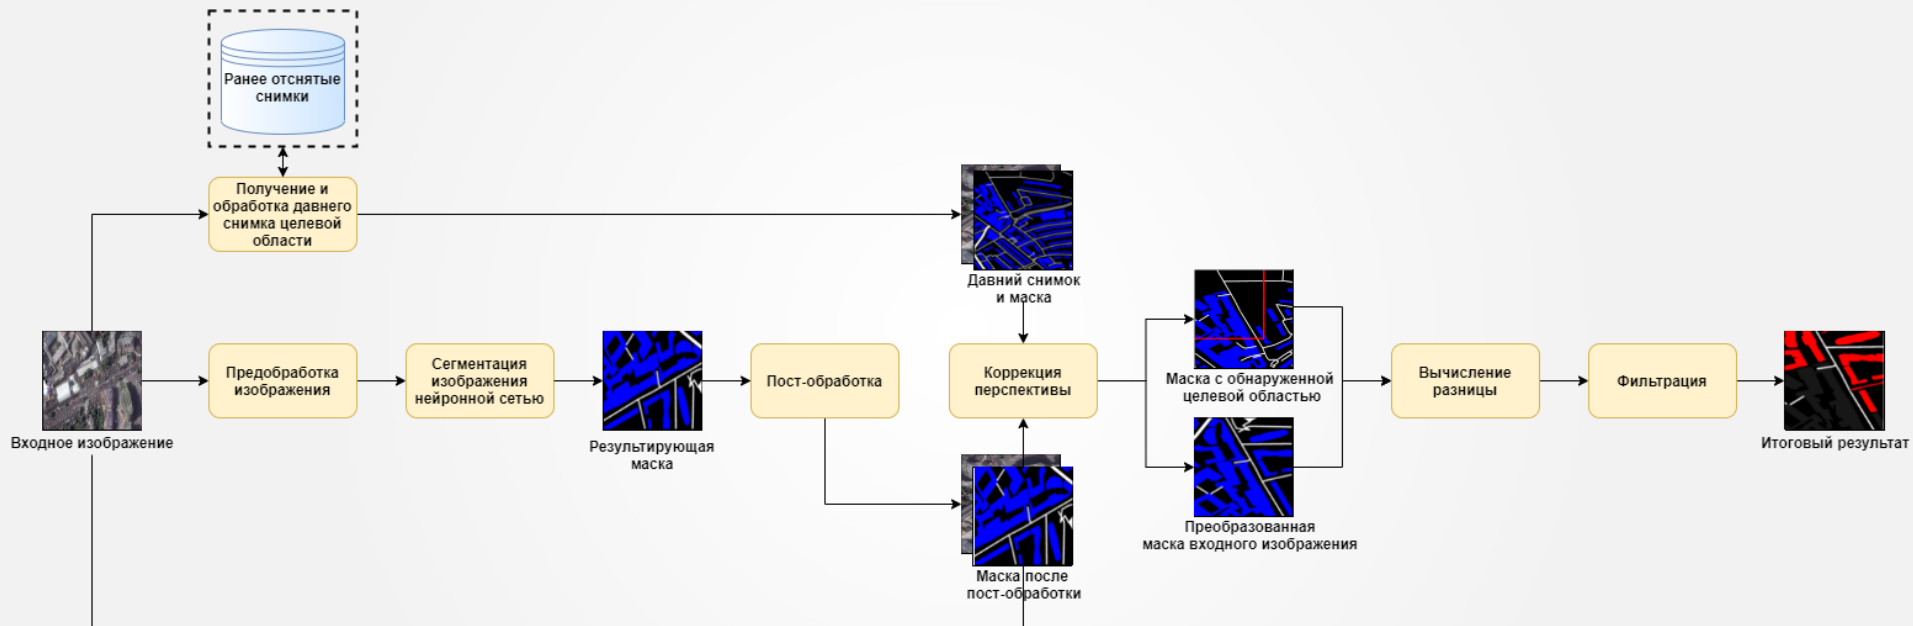 Ранее отснятые
снимки
Получение и
обработка давнего
снимка целевой
области
Давний снимок
и маска
Входное изображение
Предобработка
изображения
Сегментация
изображения
нейронной сетью
Результирующая
маска
Пост-обработка
Коррекция
перспективы
Маска после
пост-обработки
Маска с обнаруженной
целевой областью
Преобразованная
маска входного изображения
Вычисление
разницы
Фильтрация
Итоговый результат